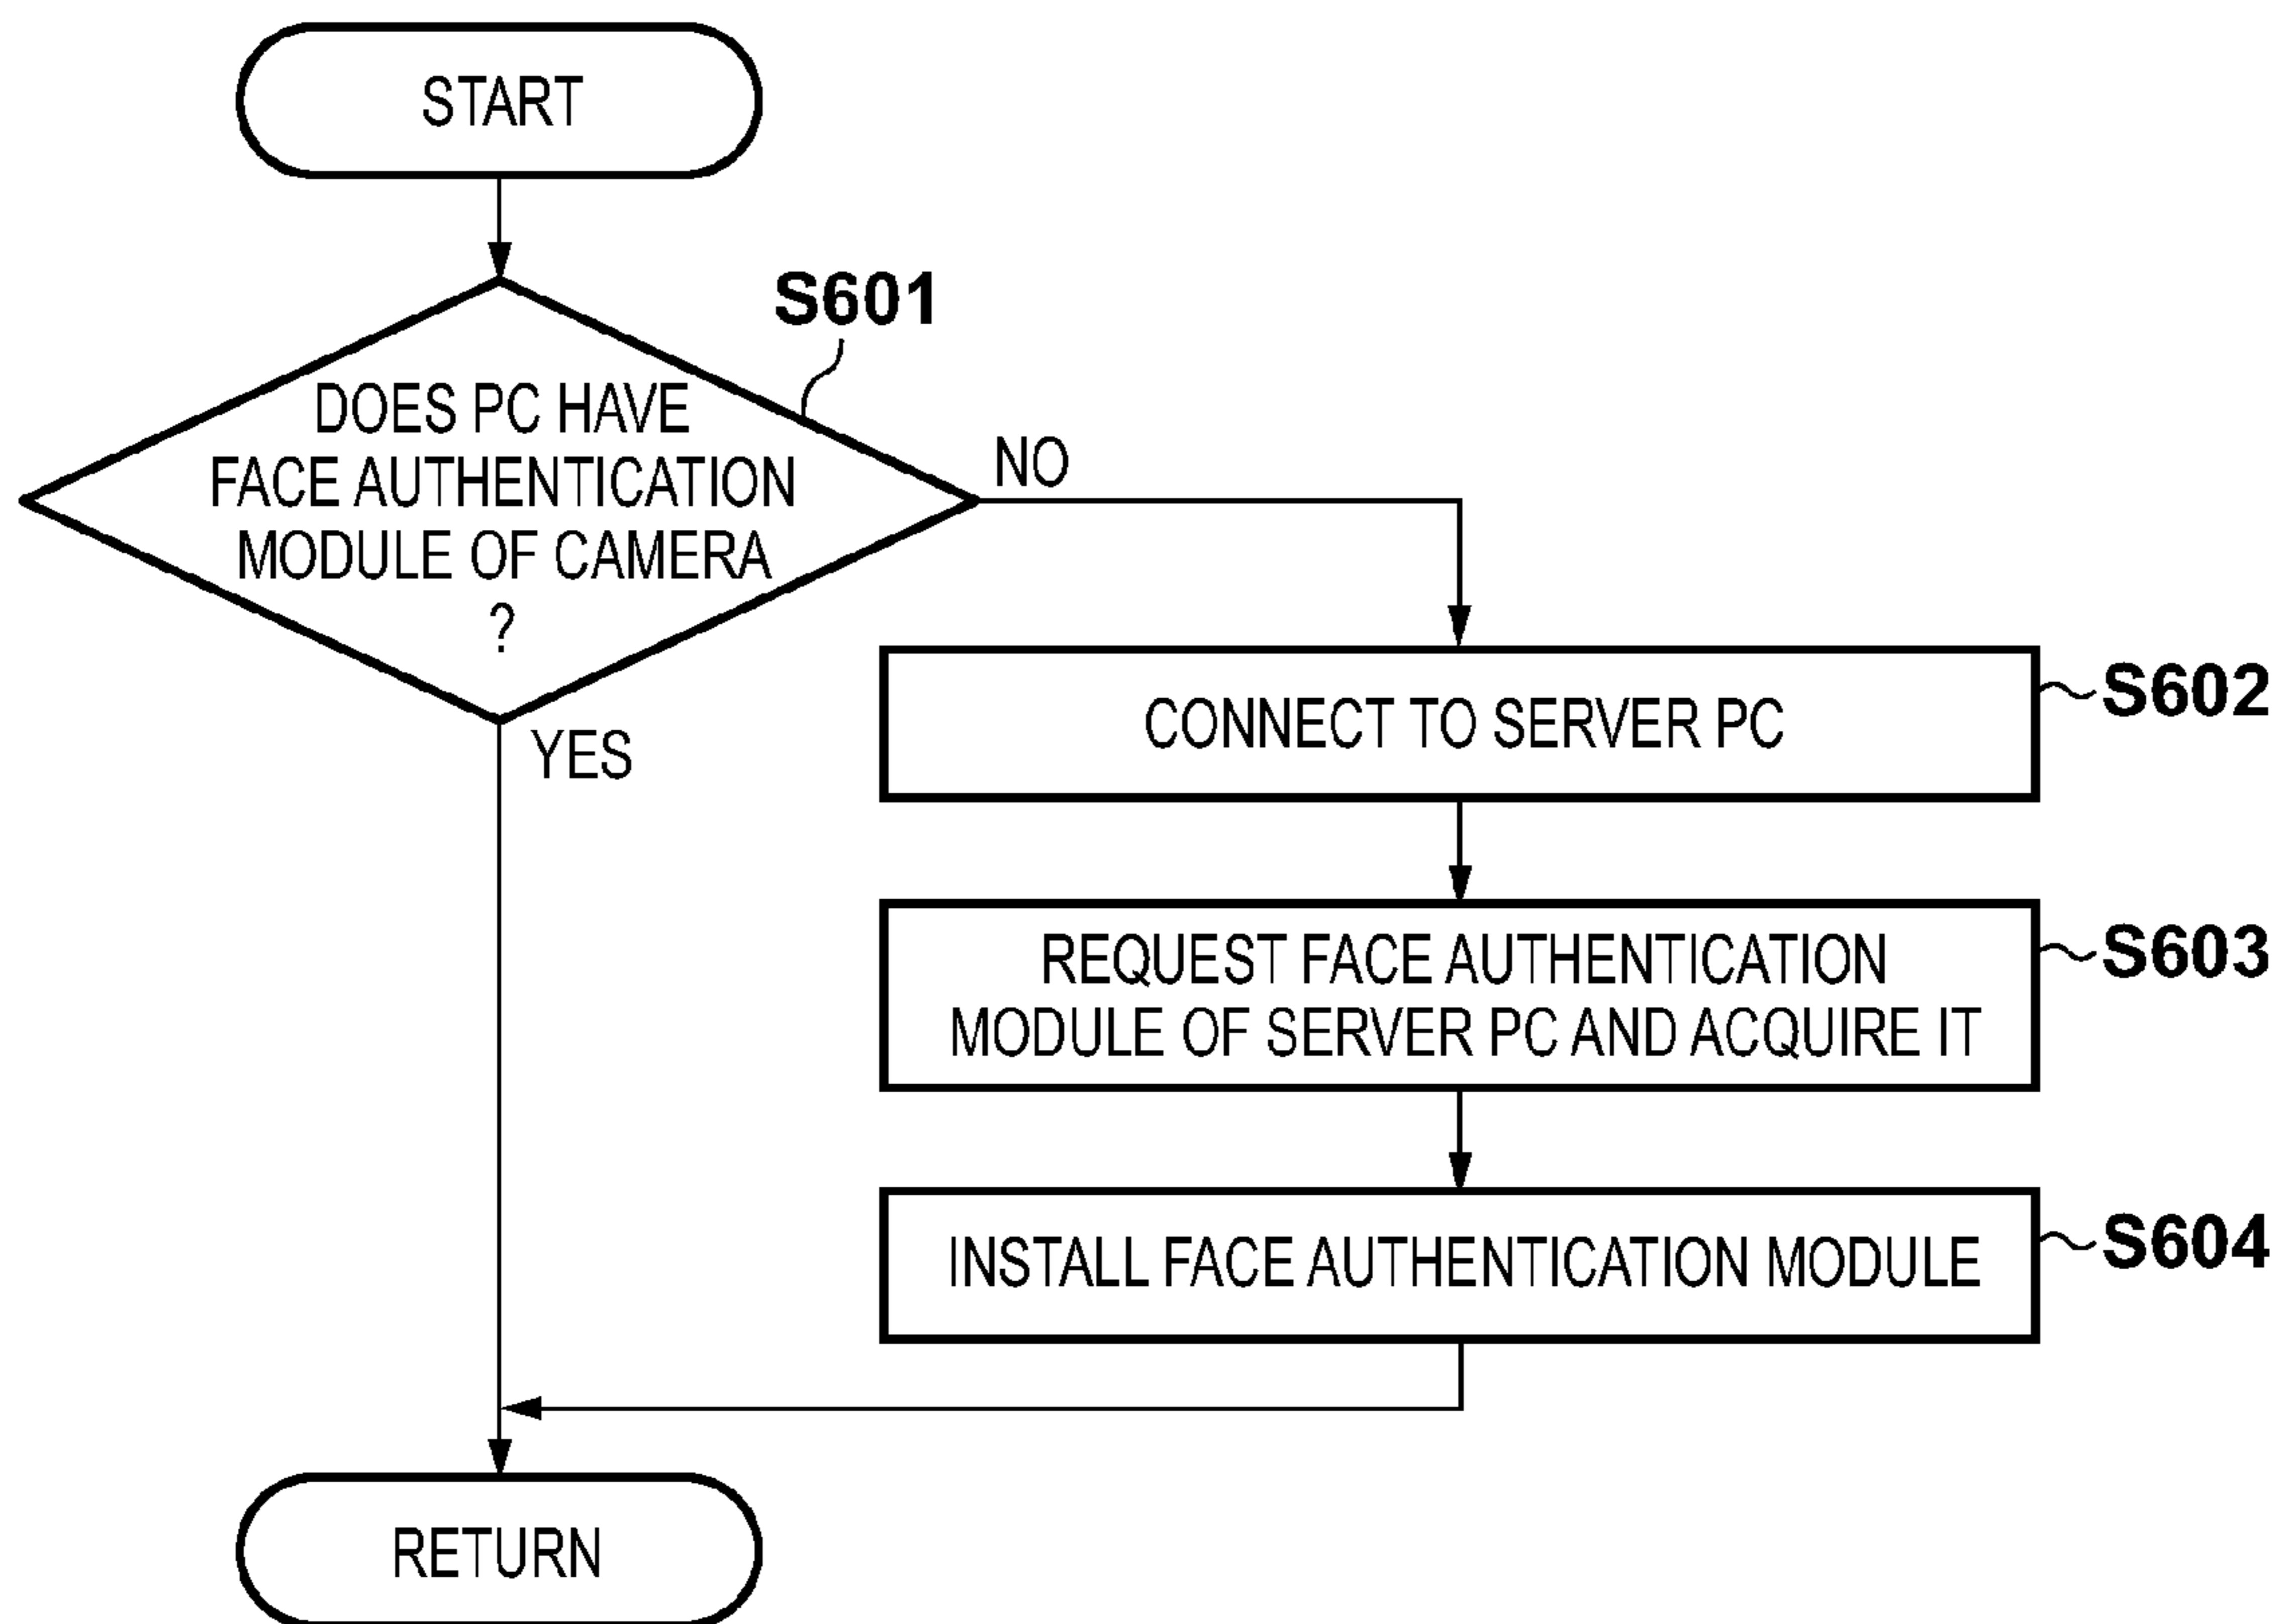 START
S601
DOES PC HAVE
FACE AUTHENTICATION
MODULE OF CAMERA
?
NO
YES
CONNECT TO SERVER PC
S602
REQUEST FACE AUTHENTICATION
MODULE OF SERVER PC AND ACQUIRE IT
S603
INSTALL FACE AUTHENTICATION MODULE
S604
RETURN